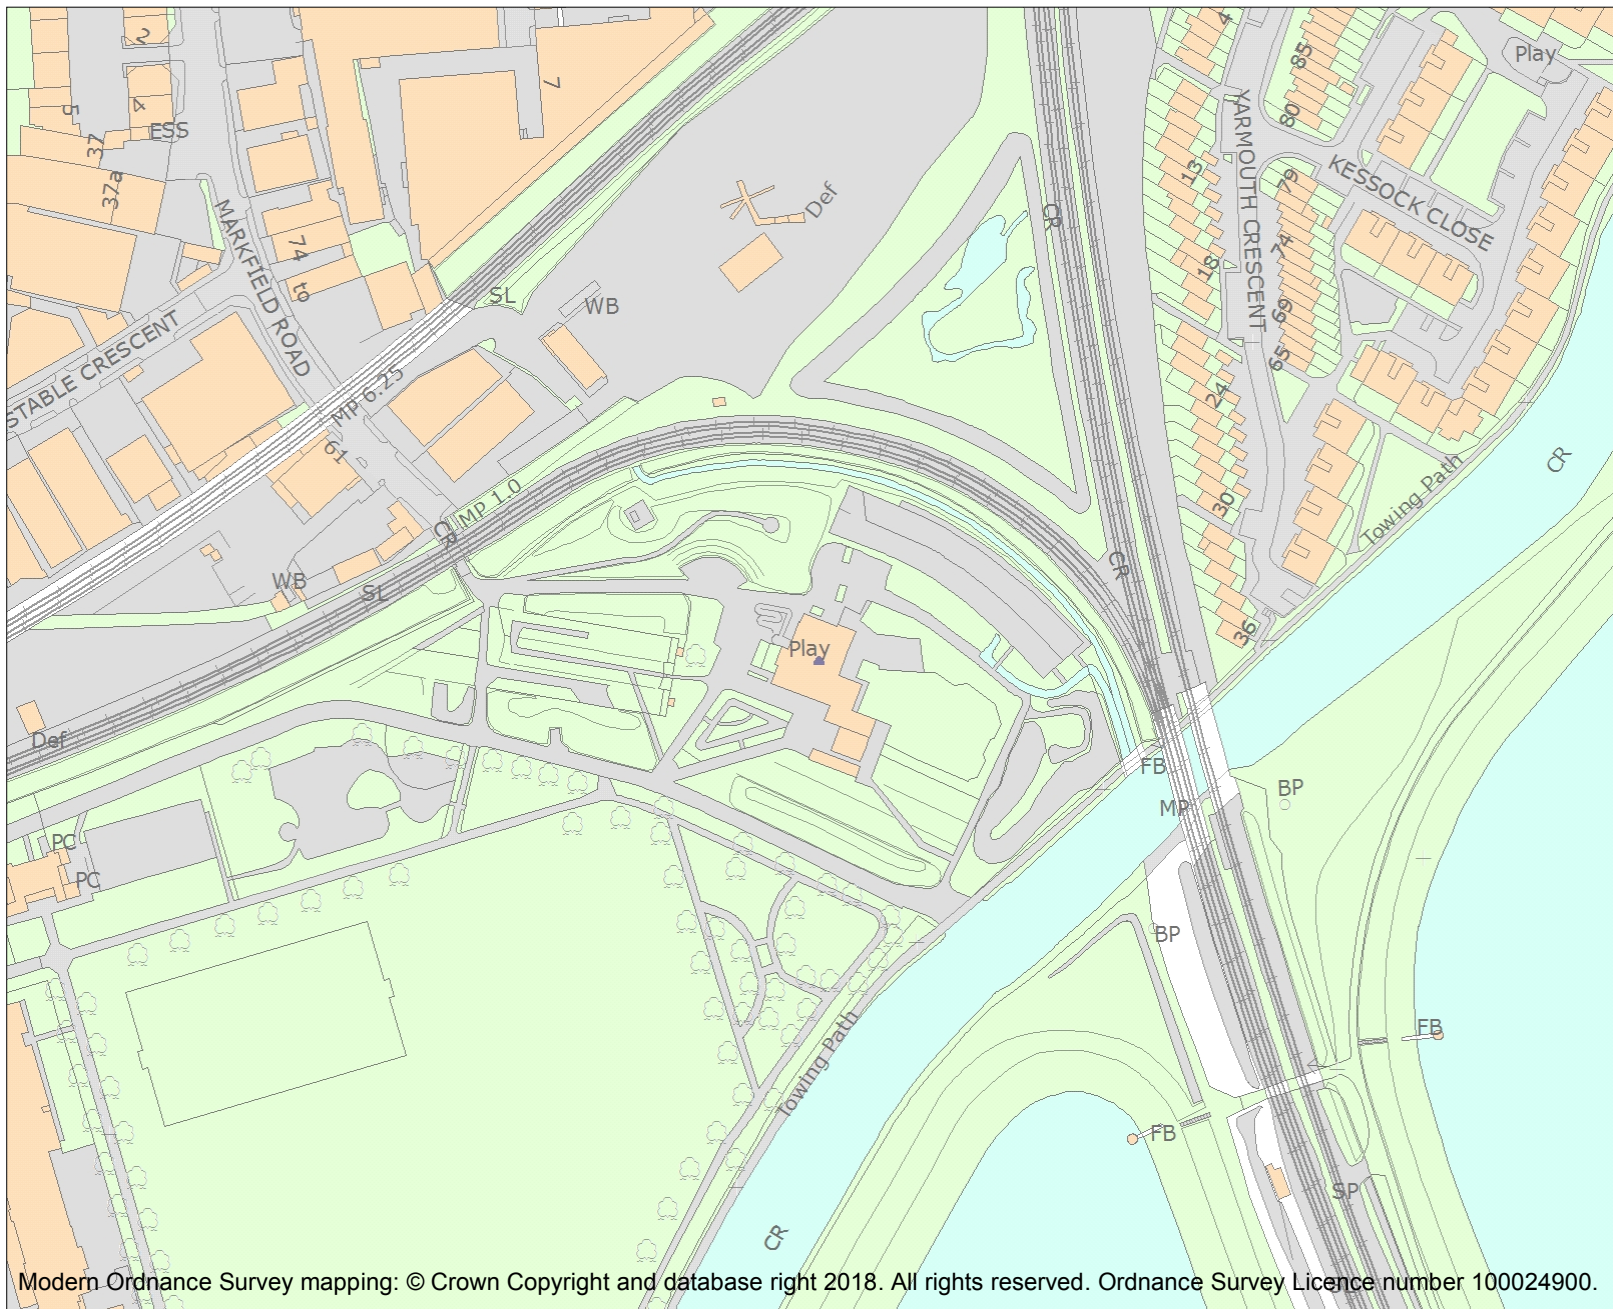 2
4
5
37
ESS
37a
7
4
85
80
Play
YARMOUTH CRESCENT
KESSOCK CLOSE
13
79
74
18
69
65
24
30
36
MARKFIELD ROAD
74
to
SL
WB
Def
CR
STABLE CRESCENT
MP 6.25
61
MP 1.0
CR
CR
CR
Towing Path
WB
SL
Play
Def
FB
MP
BP
PC
PC
BP
FB
FB
Towing Path
SP
CR
SL
Modern Ordnance Survey mapping: © Crown Copyright and database right 2018. All rights reserved. Ordnance Survey Licence number 100024900.